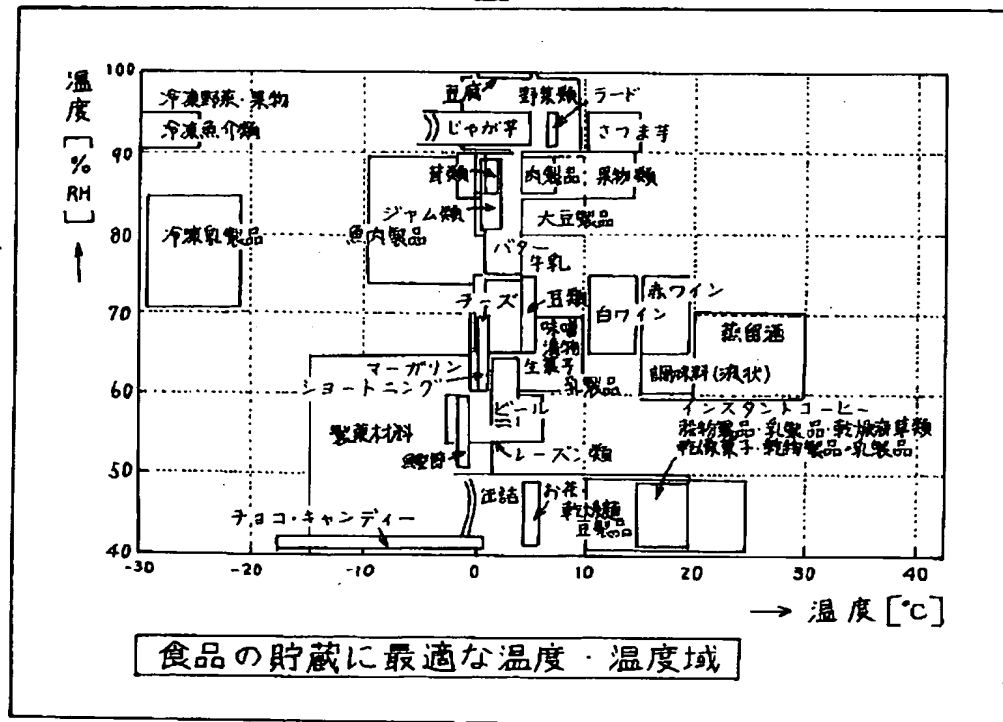 温度[%RH]
100
90
80
70
60
50
40
冷凍野菜・果物
冷凍魚介類
豆腐
野菜類
ラード
じゃが芋
さつま芋
茸類
肉製品・果物類
ジャム類
大豆製品
冷凍乳製品
魚肉製品
バター
牛乳
チーズ
豆類
赤ワイン
白ワイン
味噌
漬物
生菓子
乳製品
蒸留酒
調味料(液状)
マーガリン
ショートニング
ビール
インスタントコーヒー
穀物製品・乳製品・乾燥海草類
乾燥菓子・乾物製品・乳製品
製菓材料
鰹節
レーズン類
缶詰
お茶
乾燥麺
豆製品
チョコ・キャンディー
-30
-20
-10
0
10
20
30
40
→ 温度[°C]
食品の貯蔵に最適な温度・温度域